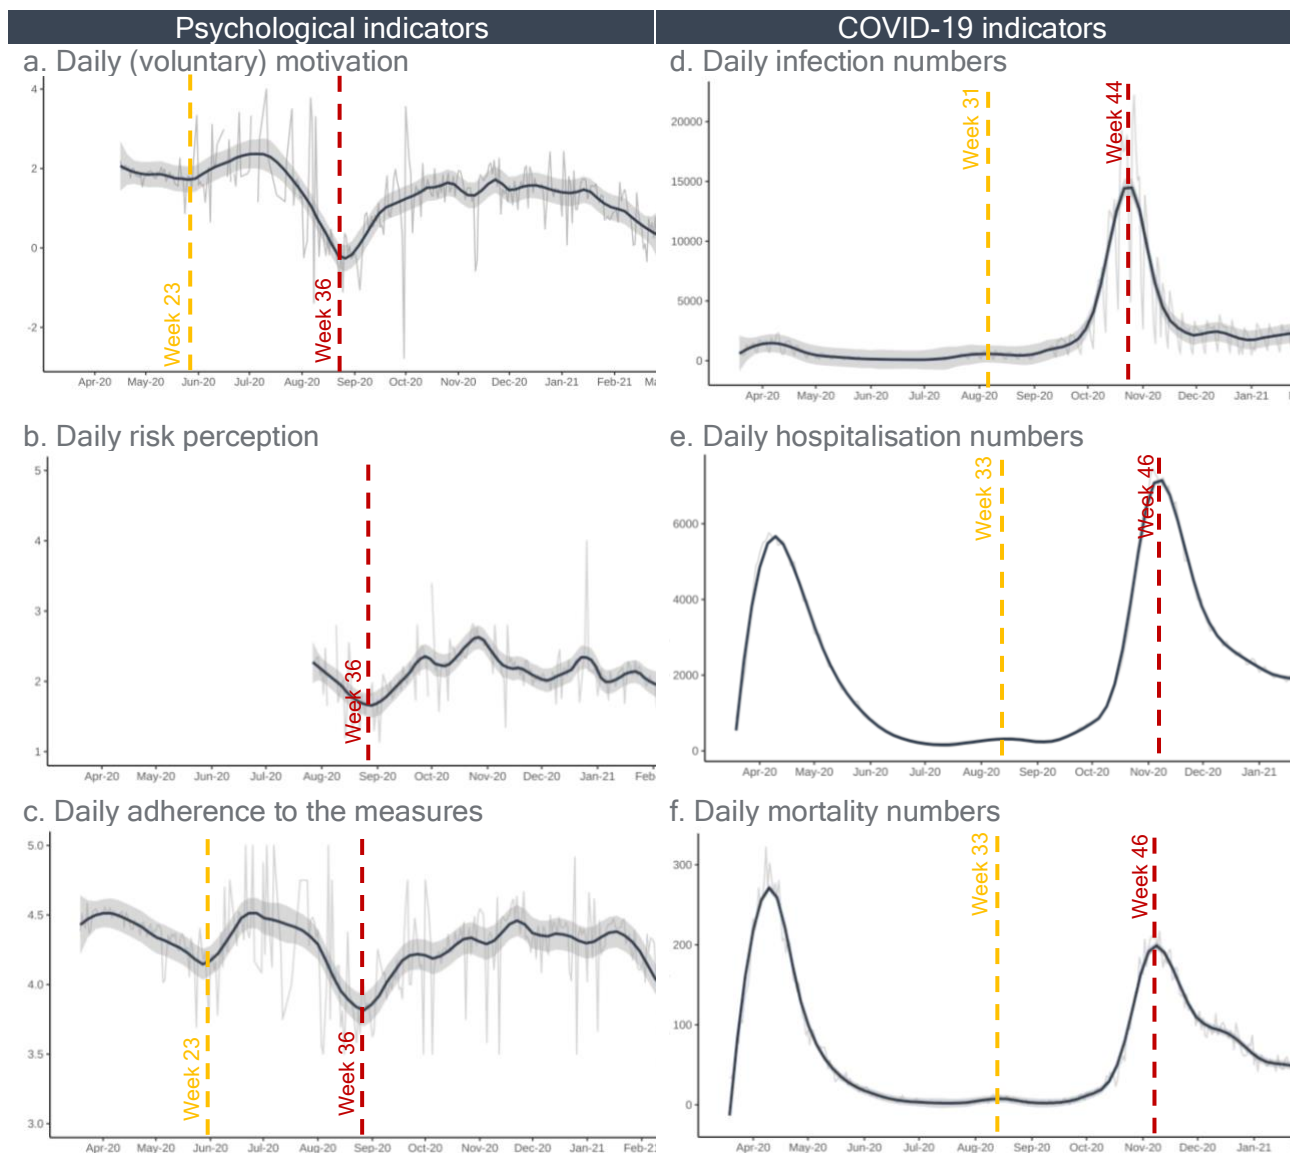 Psychological indicators
COVID-19 indicators
a. Daily (voluntary) motivation
4
2
0
-2
Week 23
Week 36
Apr-20 May-20 Jun-20 Jul-20 Aug-20 Sep-20 Oct-20 Nov-20 Dec-20 Jan-21 Feb-21 Ma
d. Daily infection numbers
20000
15000
10000
5000
0
Week 31
Week 44
Apr-20 May-20 Jun-20 Jul-20 Aug-20 Sep-20 Oct-20 Nov-20 Dec-20 Jan-21
b. Daily risk perception
5
4
3
2
1
Week 36
Apr-20 May-20 Jun-20 Jul-20 Aug-20 Sep-20 Oct-20 Nov-20 Dec-20 Jan-21 Feb-
e. Daily hospitalisation numbers
6000
4000
2000
0
Week 33
Week 46
Apr-20 May-20 Jun-20 Jul-20 Aug-20 Sep-20 Oct-20 Nov-20 Dec-20 Jan-21
c. Daily adherence to the measures
5.0
4.5
4.0
3.5
3.0
Week 23
Week 36
Apr-20 May-20 Jun-20 Jul-20 Aug-20 Sep-20 Oct-20 Nov-20 Dec-20 Jan-21 Feb-21
f. Daily mortality numbers
300
200
100
0
Week 33
Week 46
Apr-20 May-20 Jun-20 Jul-20 Aug-20 Sep-20 Oct-20 Nov-20 Dec-20 Jan-21